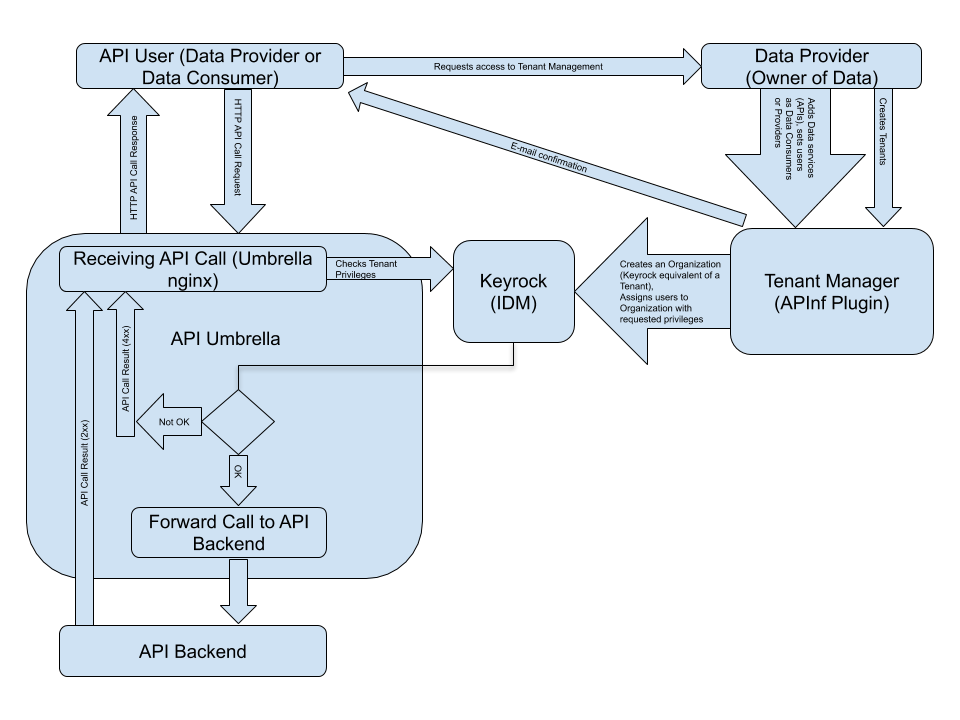 API User (Data Provider or
Data Consumer)
Requests access to Tenant Management
Data Provider
(Owner of Data)
HTTP API Call Response
HTTP API Call Request
E-mail confirmation
Adds Data services
(APIs), sets users
as Data Consumers
or Providers
Creates Tenants
Receiving API Call (Umbrella
nginx)
Checks Tenant
Privileges
Keyrock
(IDM)
Creates an Organization
(Keyrock equivalent of a
Tenant),
Assigns users to
Organization with
requested privileges
Tenant Manager
(APInf Plugin)
API Umbrella
API Call Result (4xx)
API Call Result (2xx)
Not OK
OK
Forward Call to API
Backend
API Backend